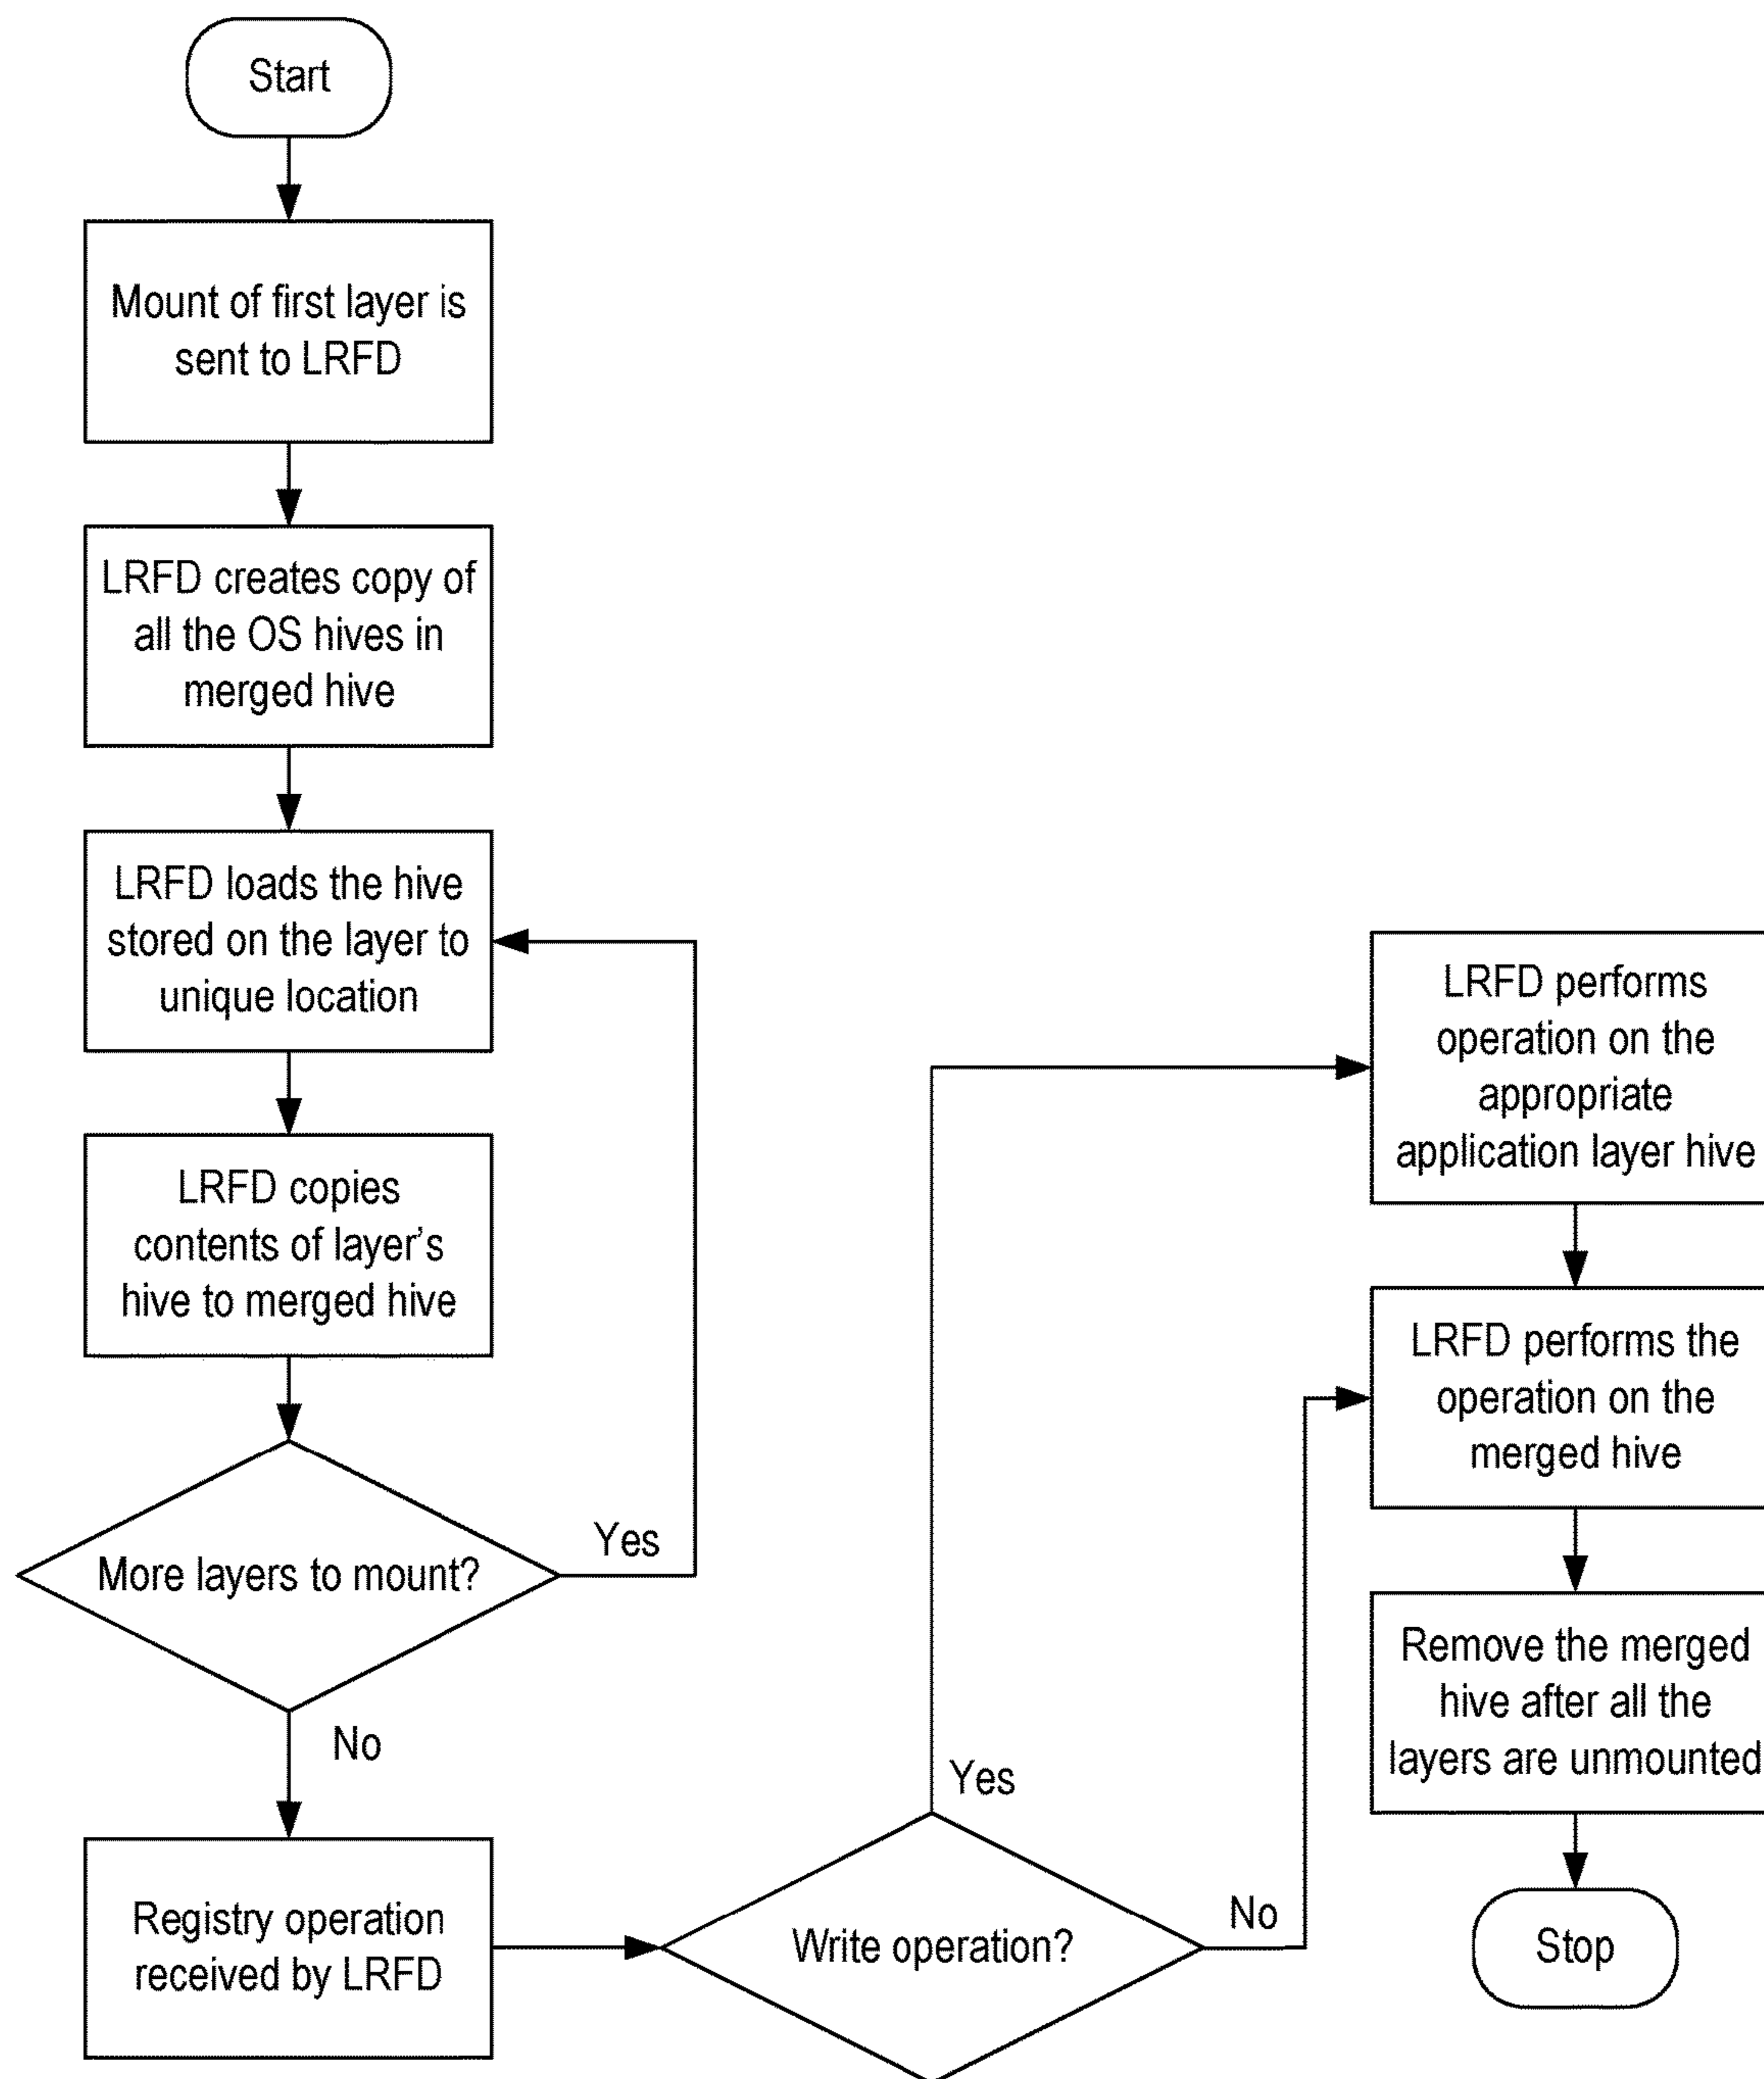 Start
Mount of first layer is
sent to LRFD
LRFD creates copy of
all the OS hives in
merged hive
LRFD loads the hive
stored on the layer to
unique location
LRFD copies
contents of layer's
hive to merged hive
More layers to mount?
Yes
No
Registry operation
received by LRFD
Write operation?
Yes
No
LRFD performs
operation on the
appropriate
application layer hive
LRFD performs the
operation on the
merged hive
Remove the merged
hive after all the
layers are unmounted
Stop